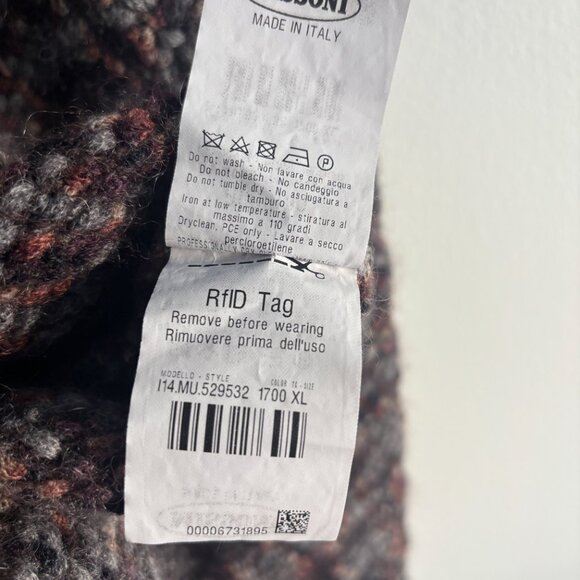 MADE IN ITALY
P
Do not wash - Non lavare con acqua
Do not bleach - No candeggio
Do not tumble dry - No asciugatura a
tamburo
Iron at low temperature - stiratura al
massimo a 110 gradi
Dryclean, PCE only - Lavare a secco
percloroetilene
RfID Tag
Remove before wearing
Rimuovere prima dell'uso
MODELLO - STYLE COLOR TG - SIZE
I14.MU.529532 1700 XL
00006731895